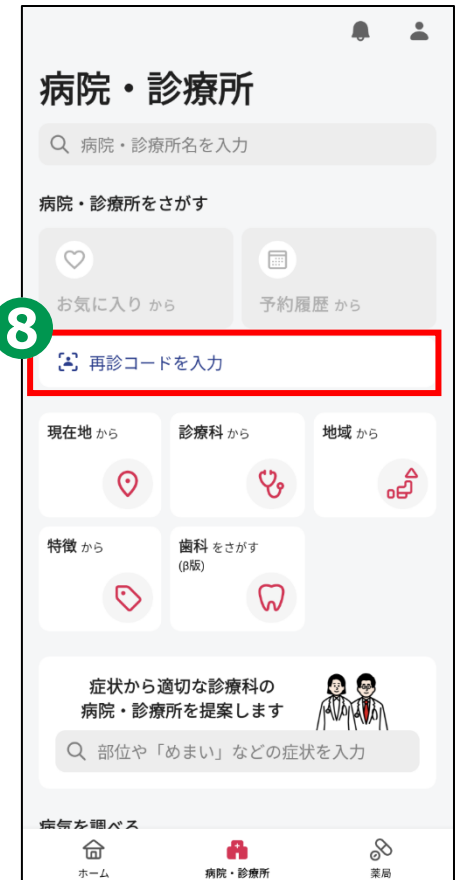 病院・診療所
病院・診療所名を入力
病院・診療所をさがす
お気に入り から
予約履歴 から
8
再診コードを入力
現在地 から
診療科 から
地域 から
特徴 から
歯科 をさがす
(β版)
症状から適切な診療科の
病院・診療所を提案します
部位や「めまい」などの症状を入力
病気を調べる
ホーム
病院・診療所
薬局